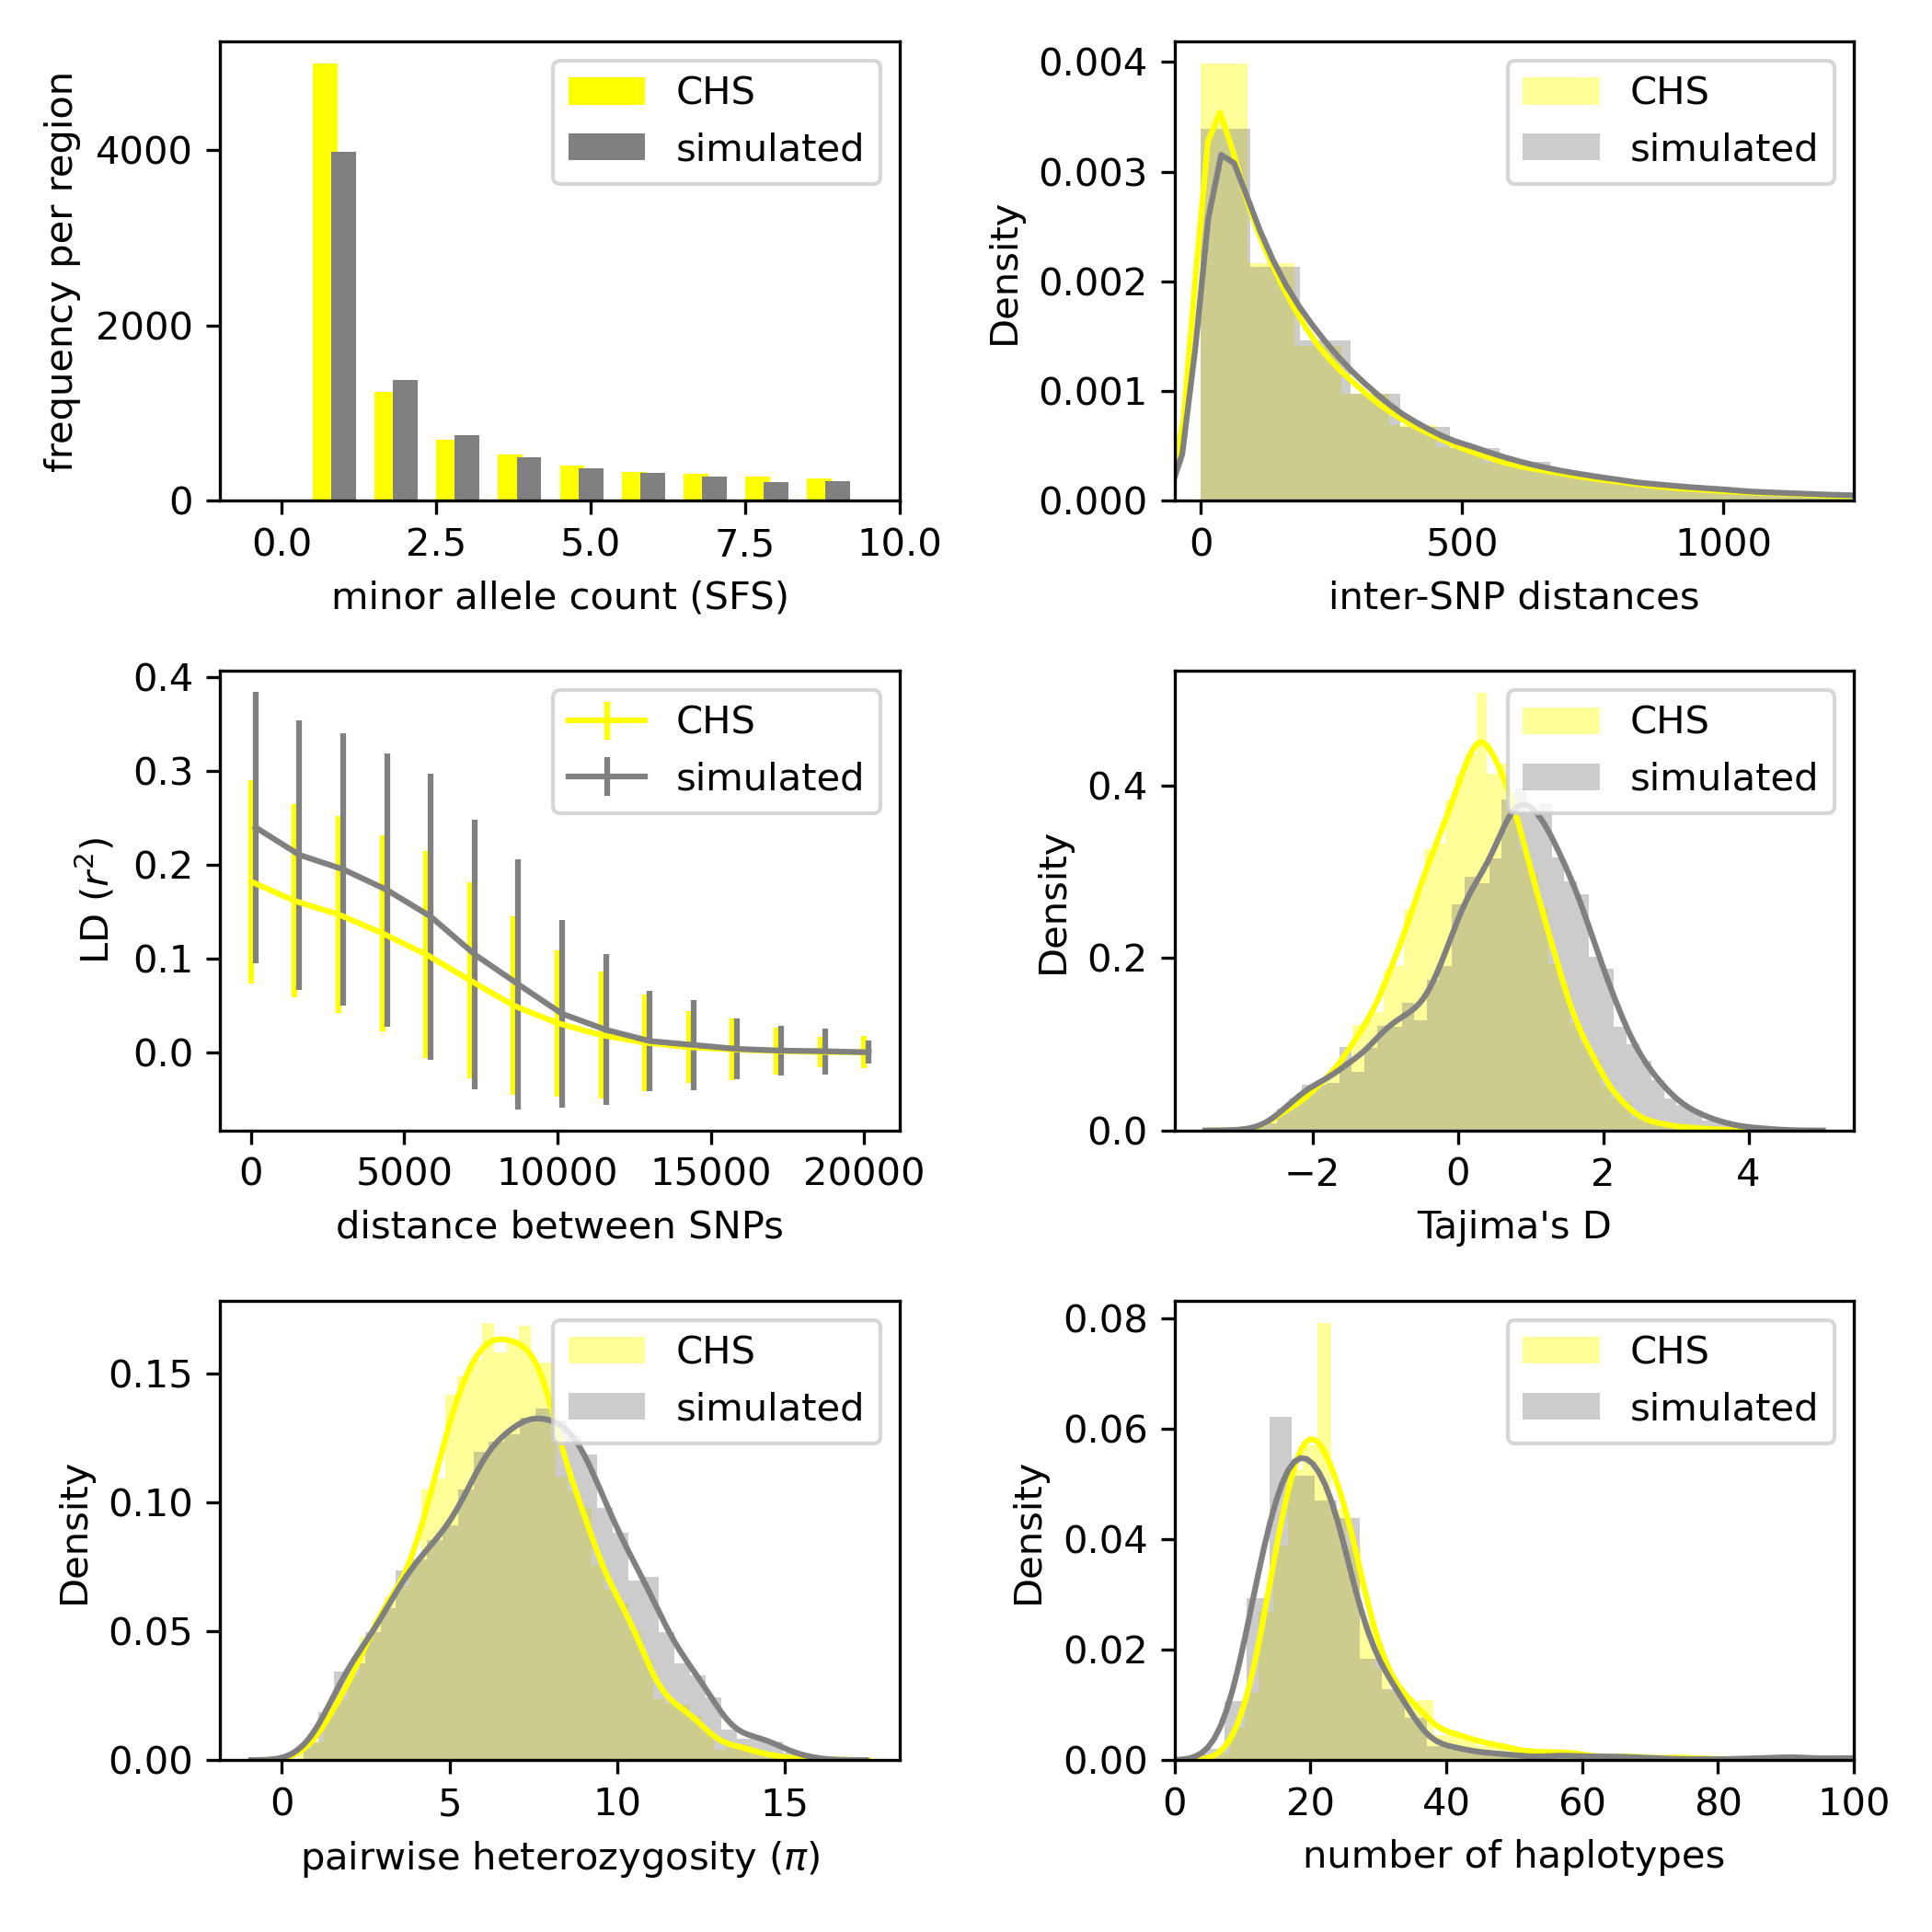 CHS
simulated
frequency per region
4000
2000
0
0.0 2.5 5.0 7.5 10.0
minor allele count (SFS)
CHS
simulated
Density
0.004
0.003
0.002
0.001
0.000
0 500 1000
inter-SNP distances
CHS
simulated
LD (r²)
0.4
0.3
0.2
0.1
0.0
0 5000 10000 15000 20000
distance between SNPs
CHS
simulated
Density
0.4
0.2
0.0
−2 0 2 4
Tajima's D
CHS
simulated
Density
0.15
0.10
0.05
0.00
0 5 10 15
pairwise heterozygosity (π)
CHS
simulated
Density
0.08
0.06
0.04
0.02
0.00
0 20 40 60 80 100
number of haplotypes